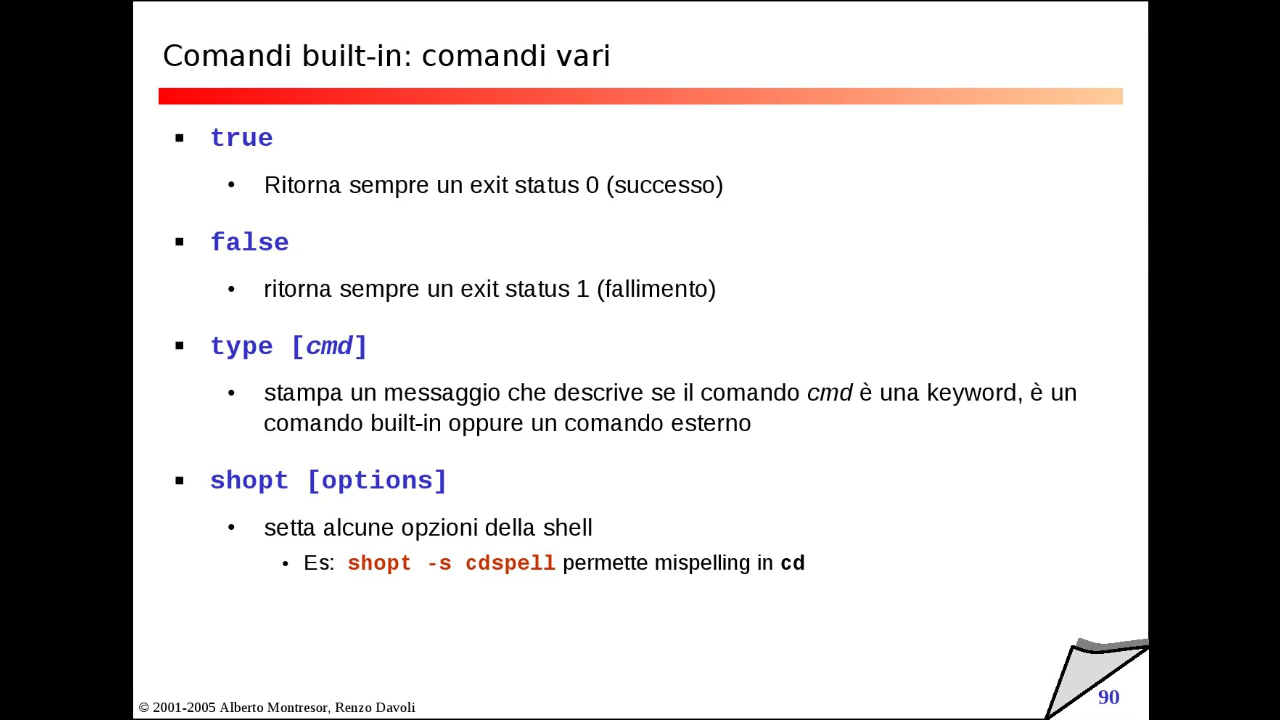 Comandi built-in: comandi vari
▪ true
• Ritorna sempre un exit status 0 (successo)
▪ false
• ritorna sempre un exit status 1 (fallimento)
▪ type [cmd]
• stampa un messaggio che descrive se il comando cmd è una keyword, è un
comando built-in oppure un comando esterno
▪ shopt [options]
• setta alcune opzioni della shell
• Es: shopt -s cdspell permette mispelling in cd
© 2001-2005 Alberto Montresor, Renzo Davoli
90